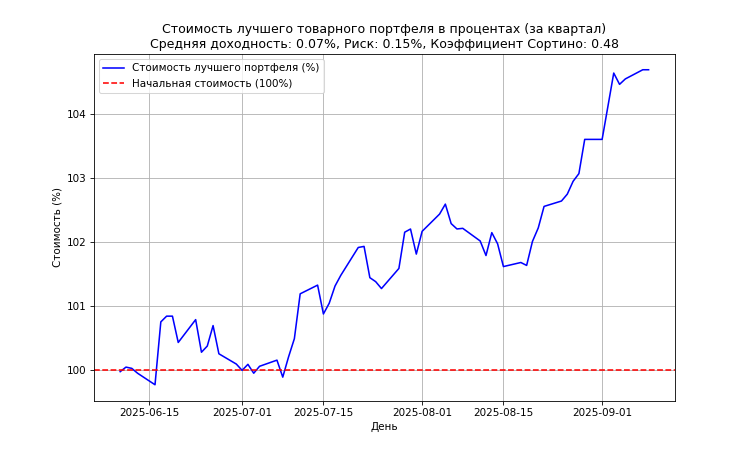 Стоимость лучшего товарного портфеля в процентах (за квартал)
Средняя доходность: 0.07%, Риск: 0.15%, Коэффициент Сортино: 0.48
Стоимость лучшего портфеля (%)
Начальная стоимость (100%)
Стоимость (%)
104
103
102
101
100
2025-06-15
2025-07-01
2025-07-15
2025-08-01
2025-08-15
2025-09-01
День